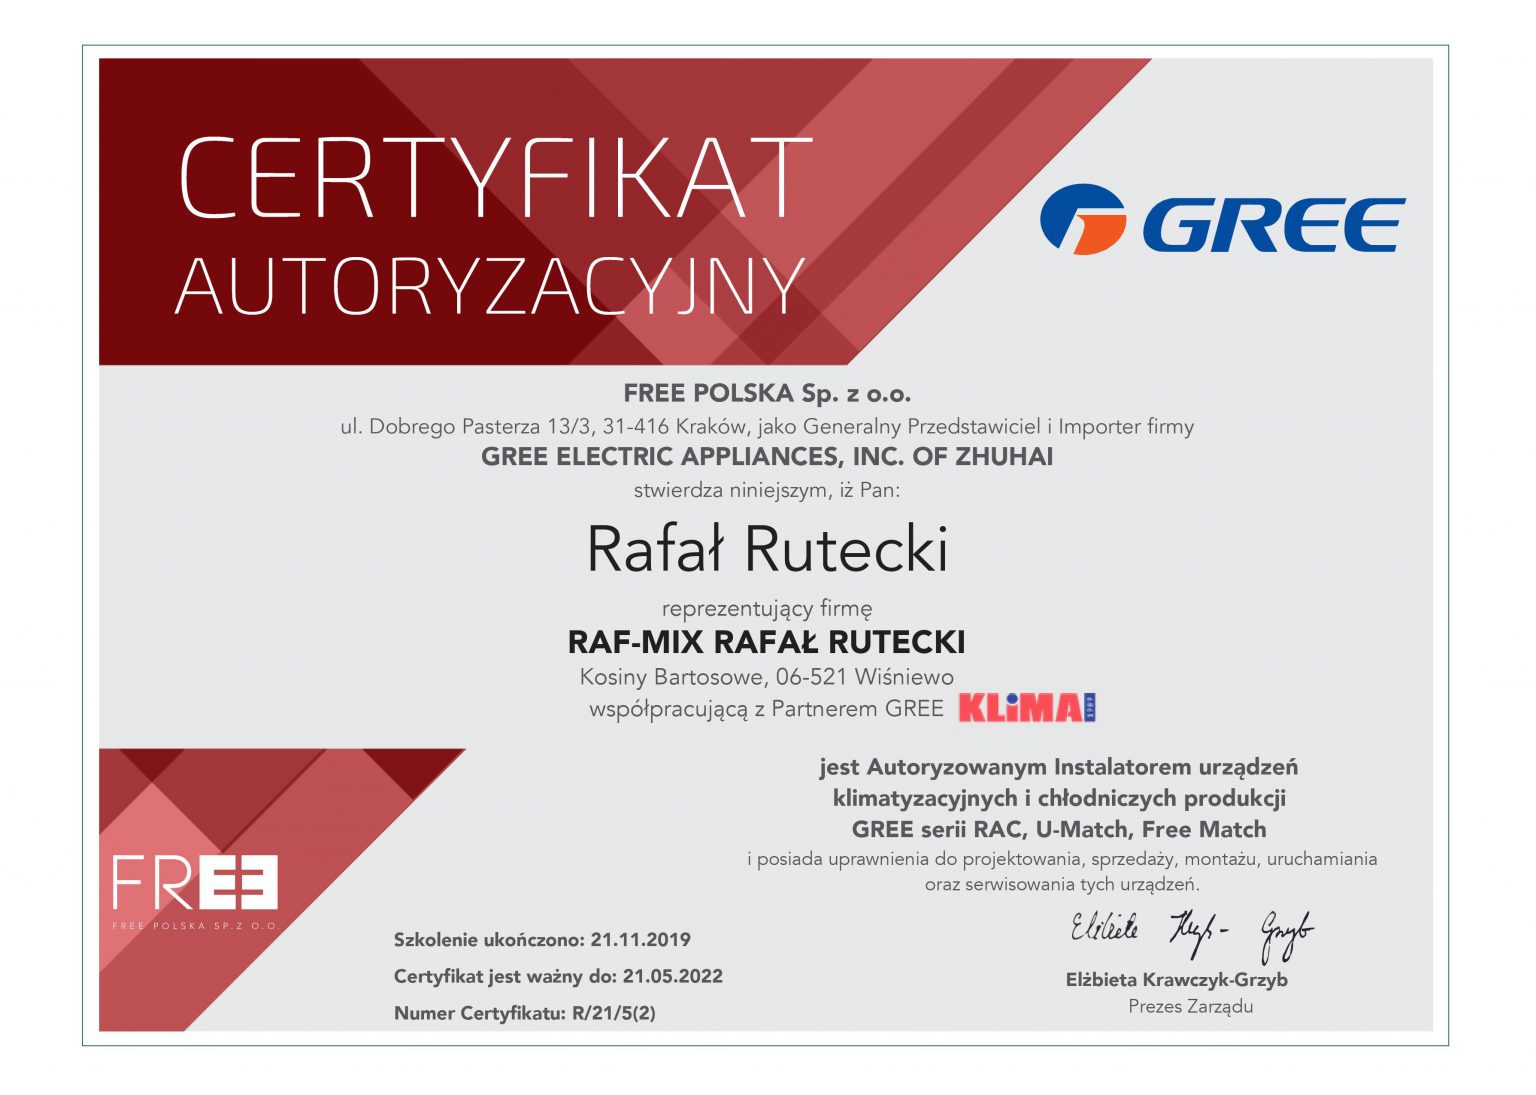 CERTYFIKAT
AUTORYZACYJNY
GREE
FREE POLSKA Sp. z o.o.
ul. Dobrego Pasterza 13/3, 31-416 Kraków, jako Generalny Przedstawiciel i Importer firmy
GREE ELECTRIC APPLIANCES, INC. OF ZHUHAI
stwierdza niniejszym, iż Pan:
Rafał Rutecki
reprezentujący firmę
RAF-MIX RAFAŁ RUTECKI
Kosiny Bartosowe, 06-521 Wiśniewo
współpracującą z Partnerem GREE KLiMA 1989
jest Autoryzowanym Instalatorem urządzeń
klimatyzacyjnych i chłodniczych produkcji
GREE serii RAC, U-Match, Free Match
i posiada uprawnienia do projektowania, sprzedaży, montażu, uruchamiania
oraz serwisowania tych urządzeń.
FREE
FREE POLSKA SP.Z O.O.
Szkolenie ukończono: 21.11.2019
Certyfikat jest ważny do: 21.05.2022
Numer Certyfikatu: R/21/5(2)
Elżbieta Krawczyk-Grzyb
Prezes Zarządu